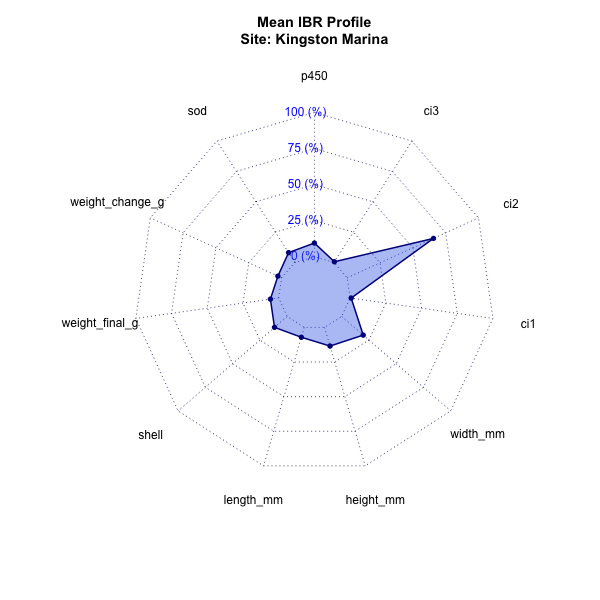 Mean IBR Profile
Site: Kingston Marina
p450
sod
100 (%)
ci3
75 (%)
weight_change_g
50 (%)
ci2
25 (%)
0 (%)
weight_final_g
ci1
shell
width_mm
length_mm
height_mm